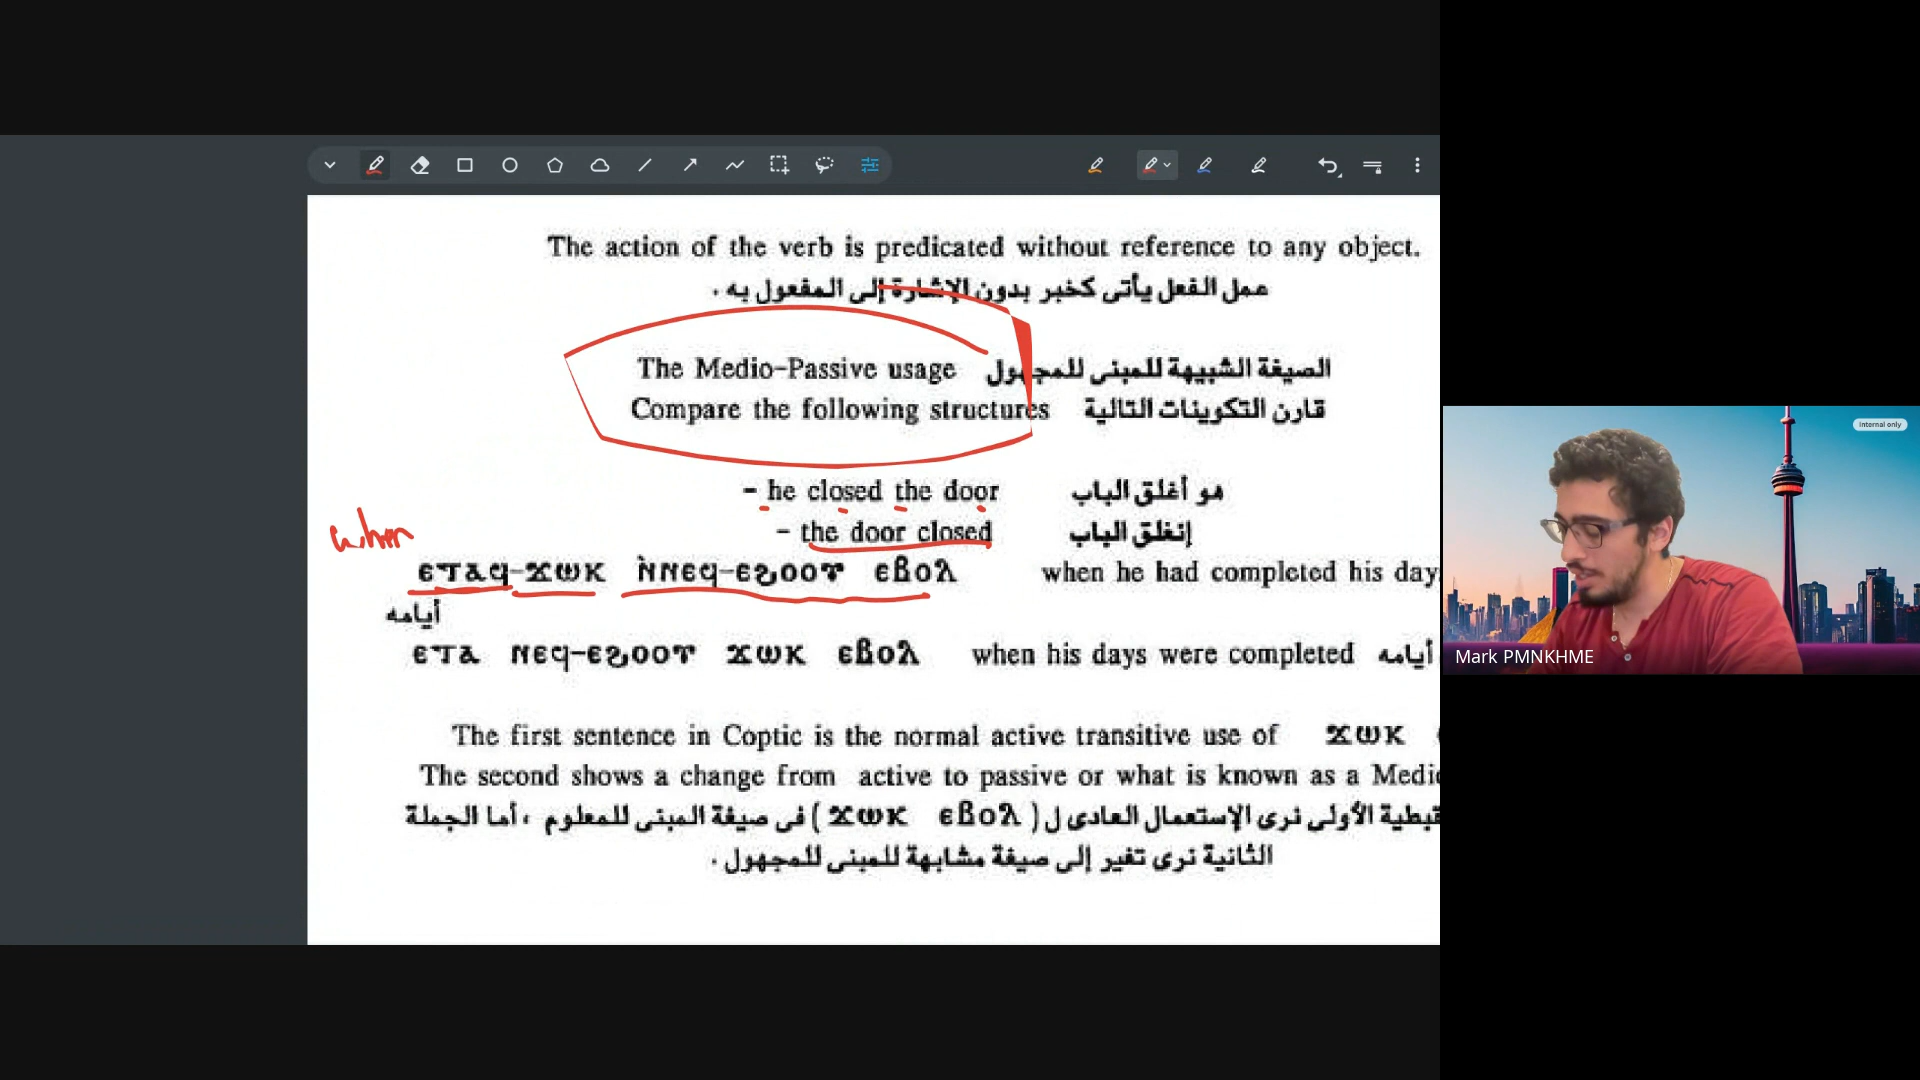 The action of the verb is predicated without reference to any object.
عمل الفعل يأتى كخبر بدون الإشارة إلى المفعول به .
The Medio-Passive usage الصيغة الشبيهة للمبنى للمجهول
Compare the following structures قارن التكوينات التالية
- he closed the door هو أغلق الباب
- the door closed إنغلق الباب
when
ⲉⲧⲁϥ-ϫⲱⲕ ⲛ̀ⲛⲉϥ-ⲉϩⲟⲟⲩ ⲉⲃⲟⲗ when he had completed his day
أيامه
ⲉⲧⲁ ⲛⲉϥ-ⲉϩⲟⲟⲩ ϫⲱⲕ ⲉⲃⲟⲗ when his days were completed أيامه
The first sentence in Coptic is the normal active transitive use of ϫⲱⲕ
The second shows a change from active to passive or what is known as a Medi
قبطية الأولى نرى الإستعمال العادى ل ( ϫⲱⲕ ⲉⲃⲟⲗ ) فى صيغة المبنى للمعلوم ، أما الجملة
الثانية نرى تغير إلى صيغة مشابهة للمبنى للمجهول .
Internal only
Mark PMNKHME